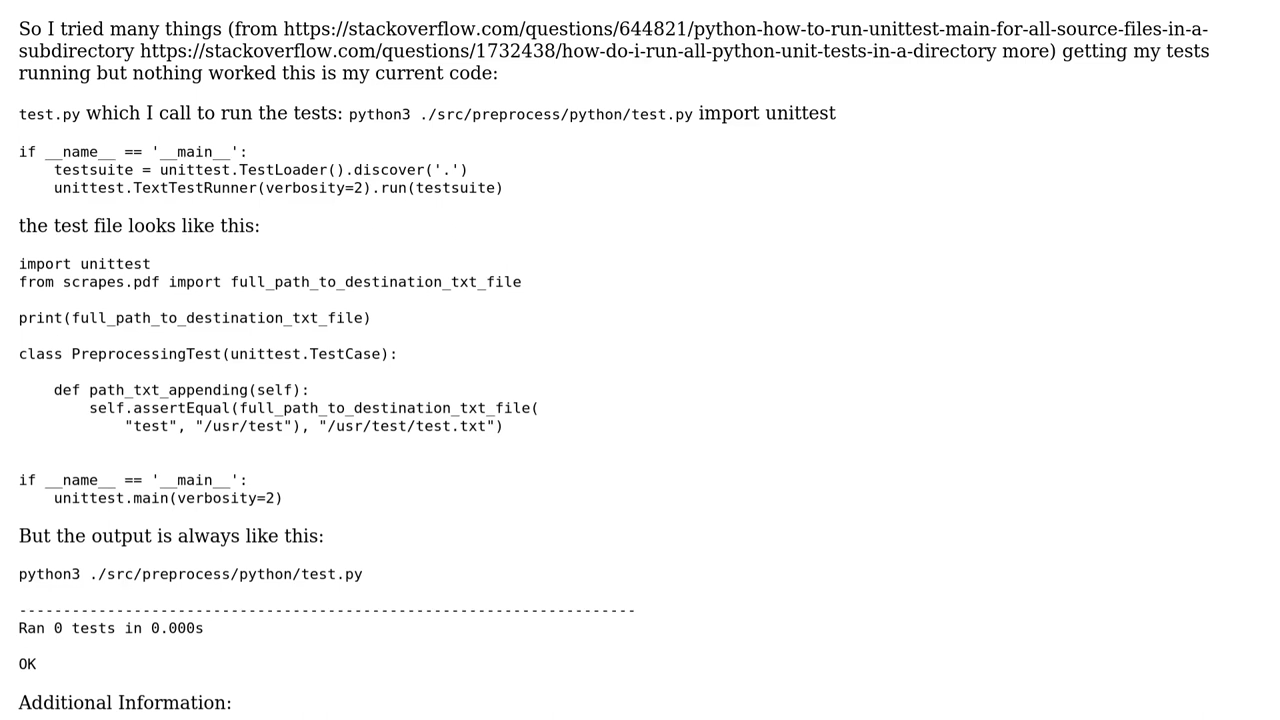 So I tried many things (from https://stackoverflow.com/questions/644821/python-how-to-run-unittest-main-for-all-source-files-in-a-
subdirectory https://stackoverflow.com/questions/1732438/how-do-i-run-all-python-unit-tests-in-a-directory more) getting my tests
running but nothing worked this is my current code:
test.py which I call to run the tests: python3 ./src/preprocess/python/test.py import unittest
if __name__ == '__main__':
    testsuite = unittest.TestLoader().discover('.')
    unittest.TextTestRunner(verbosity=2).run(testsuite)
the test file looks like this:
import unittest
from scrapes.pdf import full_path_to_destination_txt_file
print(full_path_to_destination_txt_file)
class PreprocessingTest(unittest.TestCase):
    def path_txt_appending(self):
        self.assertEqual(full_path_to_destination_txt_file(
            "test", "/usr/test"), "/usr/test/test.txt")
if __name__ == '__main__':
    unittest.main(verbosity=2)
But the output is always like this:
python3 ./src/preprocess/python/test.py
----------------------------------------------------------------------
Ran 0 tests in 0.000s
OK
Additional Information: